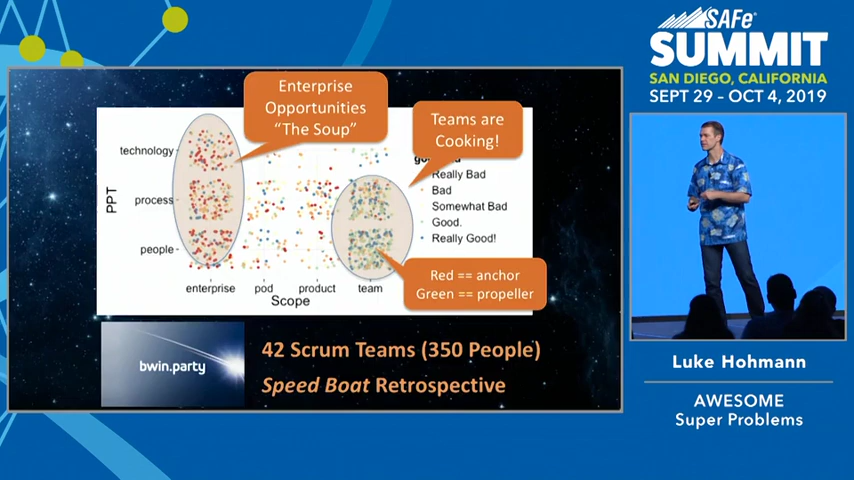 SAFe®
SUMMIT
SAN DIEGO, CALIFORNIA
SEPT 29 – OCT 4, 2019
Enterprise
Opportunities
“The Soup”
Teams are
Cooking!
technology
process
people
PPT
Really Bad
Bad
Somewhat Bad
Good.
Really Good!
Red == anchor
Green == propeller
enterprise pod product team
Scope
bwin.party
42 Scrum Teams (350 People)
Speed Boat Retrospective
Luke Hohmann
AWESOME
Super Problems